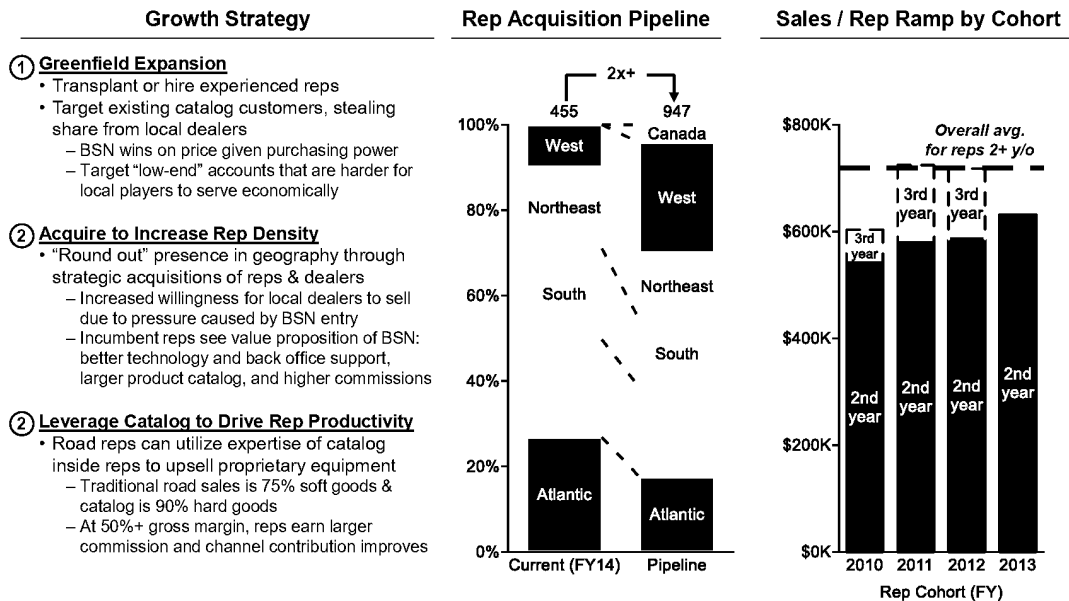 Growth Strategy
1 Greenfield Expansion
• Transplant or hire experienced reps
• Target existing catalog customers, stealing
share from local dealers
– BSN wins on price given purchasing power
– Target “low-end” accounts that are harder for
local players to serve economically
2 Acquire to Increase Rep Density
• “Round out” presence in geography through
strategic acquisitions of reps & dealers
– Increased willingness for local dealers to sell
due to pressure caused by BSN entry
– Incumbent reps see value proposition of BSN:
better technology and back office support,
larger product catalog, and higher commissions
2 Leverage Catalog to Drive Rep Productivity
• Road reps can utilize expertise of catalog
inside reps to upsell proprietary equipment
– Traditional road sales is 75% soft goods &
catalog is 90% hard goods
– At 50%+ gross margin, reps earn larger
commission and channel contribution improves
Rep Acquisition Pipeline
2x+
455
947
100%
80%
60%
40%
20%
0%
West
Northeast
South
Atlantic
Canada
West
Northeast
South
Atlantic
Current (FY14)
Pipeline
Sales / Rep Ramp by Cohort
$800K
$600K
$400K
$200K
$0K
Overall avg.
for reps 2+ y/o
3rd
year
2nd
year
3rd
year
2nd
year
3rd
year
2nd
year
2nd
year
2010
2011
2012
2013
Rep Cohort (FY)